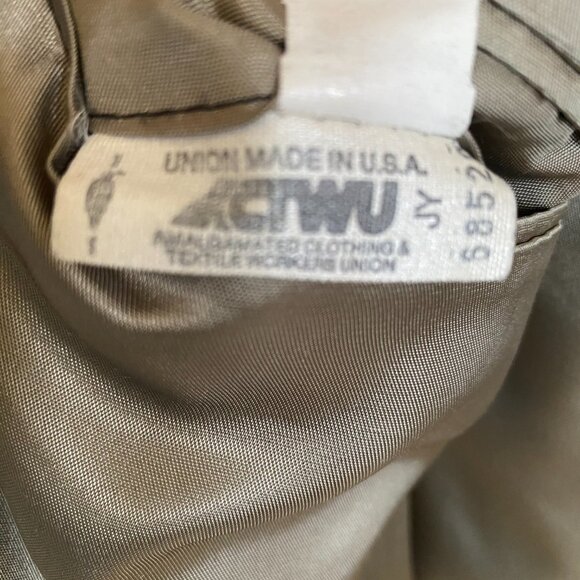 UNION MADE IN U.S.A.
ACTWU
AMALGAMATED CLOTHING &
TEXTILE WORKERS UNION
JY